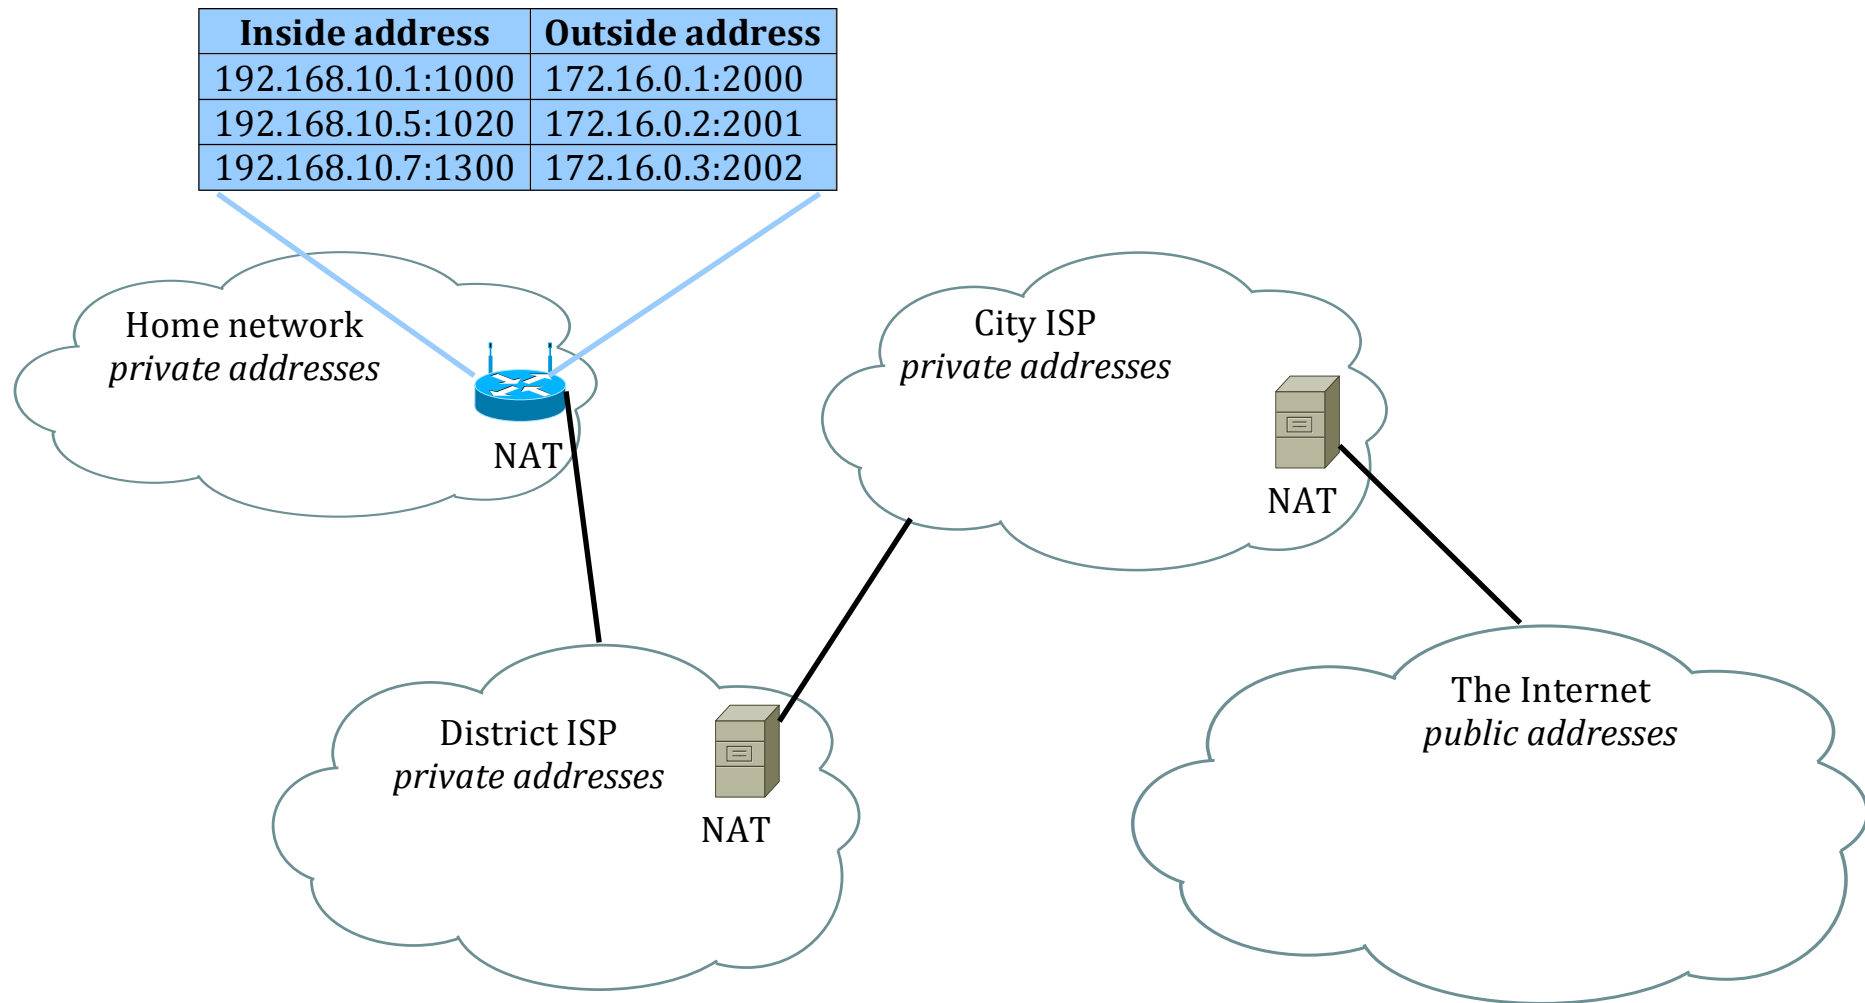 Inside address Outside address
192.168.10.1:1000 172.16.0.1:2000
192.168.10.5:1020 172.16.0.2:2001
192.168.10.7:1300 172.16.0.3:2002
Home network
private addresses
NAT
City ISP
private addresses
NAT
District ISP
private addresses
NAT
The Internet
public addresses